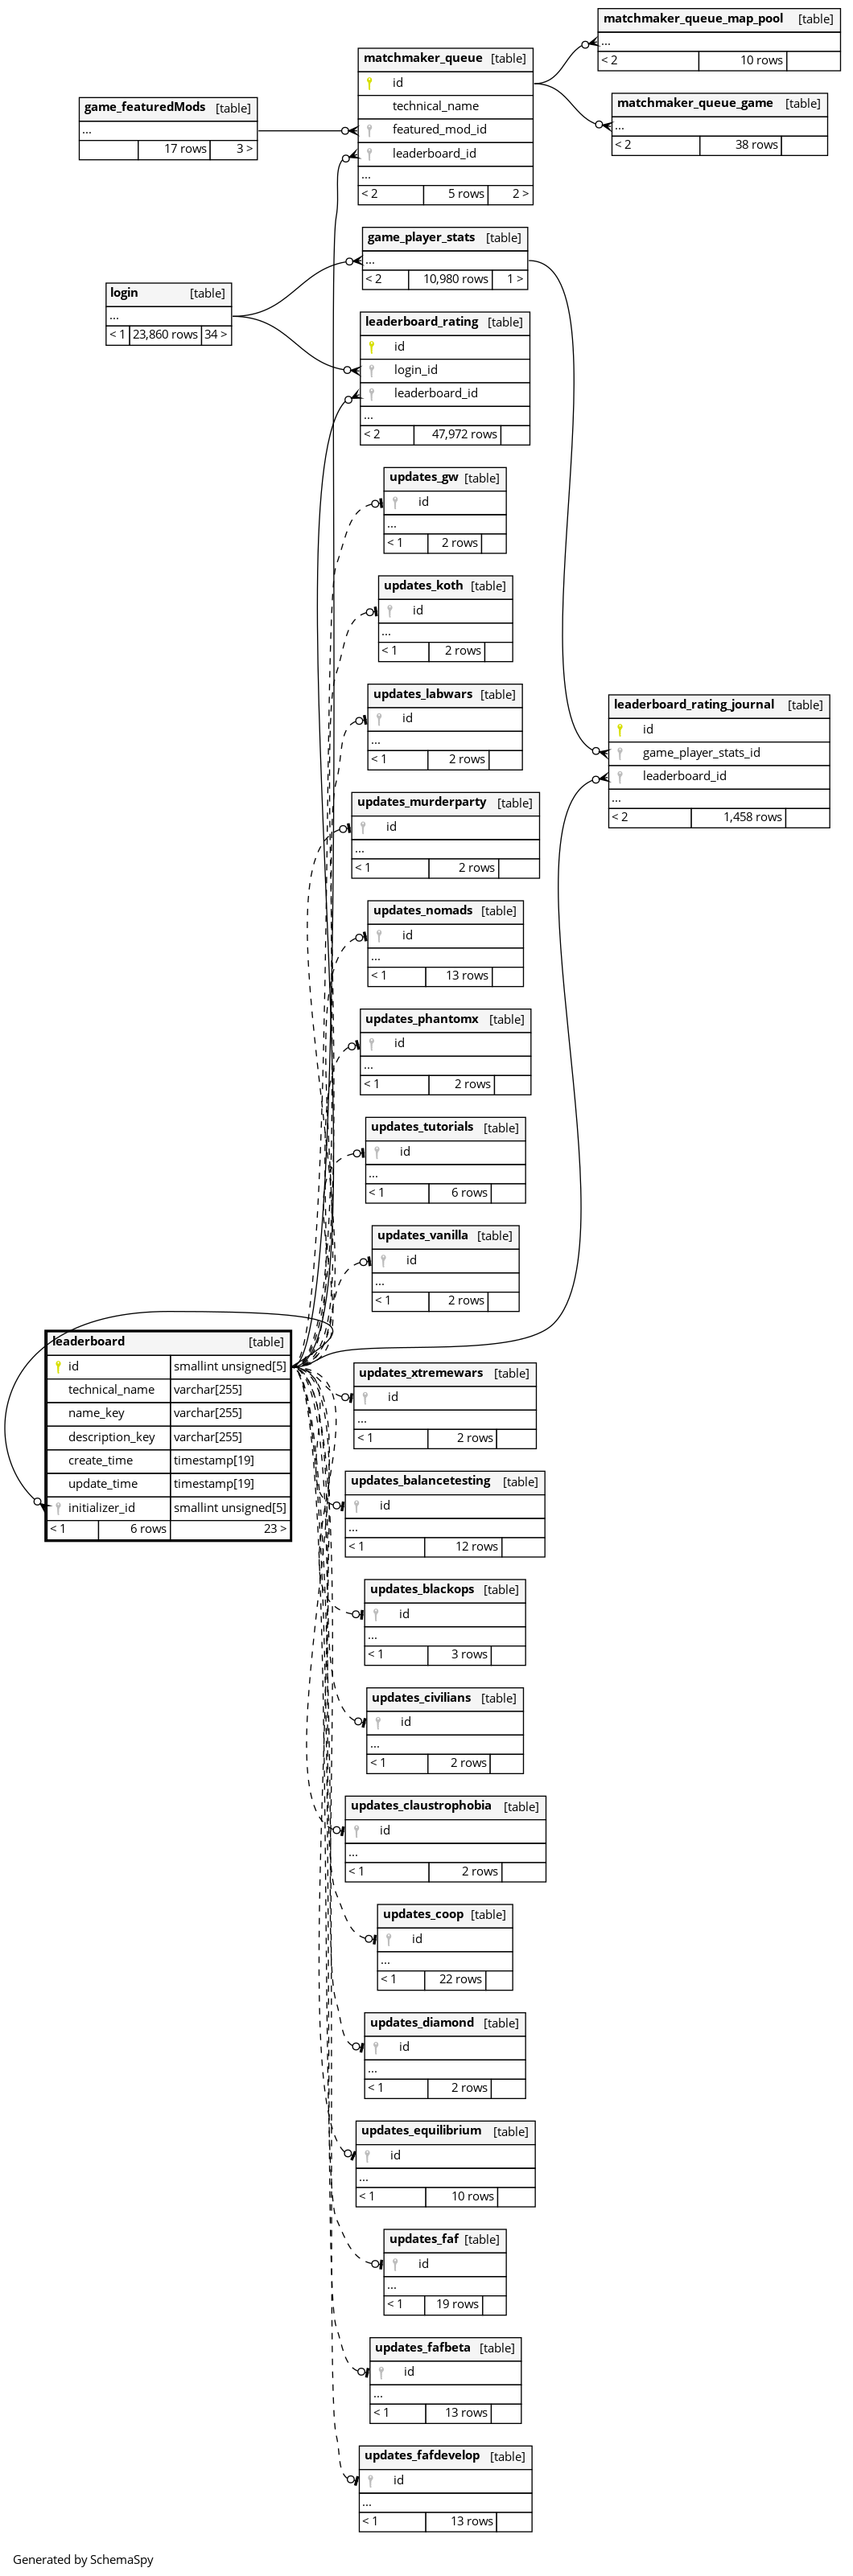 matchmaker_queue_map_pool [table]
...
< 2 10 rows
matchmaker_queue [table]
id
technical_name
featured_mod_id
leaderboard_id
...
< 2 5 rows 2 >
matchmaker_queue_game [table]
...
< 2 38 rows
game_featuredMods [table]
...
17 rows 3 >
game_player_stats [table]
...
< 2 10,980 rows 1 >
login [table]
...
< 1 23,860 rows 34 >
leaderboard_rating [table]
id
login_id
leaderboard_id
...
< 2 47,972 rows
updates_gw [table]
id
...
< 1 2 rows
updates_koth [table]
id
...
< 1 2 rows
updates_labwars [table]
id
...
< 1 2 rows
leaderboard_rating_journal [table]
id
game_player_stats_id
leaderboard_id
...
< 2 1,458 rows
updates_murderparty [table]
id
...
< 1 2 rows
updates_nomads [table]
id
...
< 1 13 rows
updates_phantomx [table]
id
...
< 1 2 rows
updates_tutorials [table]
id
...
< 1 6 rows
updates_vanilla [table]
id
...
< 1 2 rows
leaderboard [table]
id smallint unsigned[5]
technical_name varchar[255]
name_key varchar[255]
description_key varchar[255]
create_time timestamp[19]
update_time timestamp[19]
initializer_id smallint unsigned[5]
< 1 6 rows 23 >
updates_xtremewars [table]
id
...
< 1 2 rows
updates_balancetesting [table]
id
...
< 1 12 rows
updates_blackops [table]
id
...
< 1 3 rows
updates_civilians [table]
id
...
< 1 2 rows
updates_claustrophobia [table]
id
...
< 1 2 rows
updates_coop [table]
id
...
< 1 22 rows
updates_diamond [table]
id
...
< 1 2 rows
updates_equilibrium [table]
id
...
< 1 10 rows
updates_faf [table]
id
...
< 1 19 rows
updates_fafbeta [table]
id
...
< 1 13 rows
updates_fafdevelop [table]
id
...
< 1 13 rows
Generated by SchemaSpy